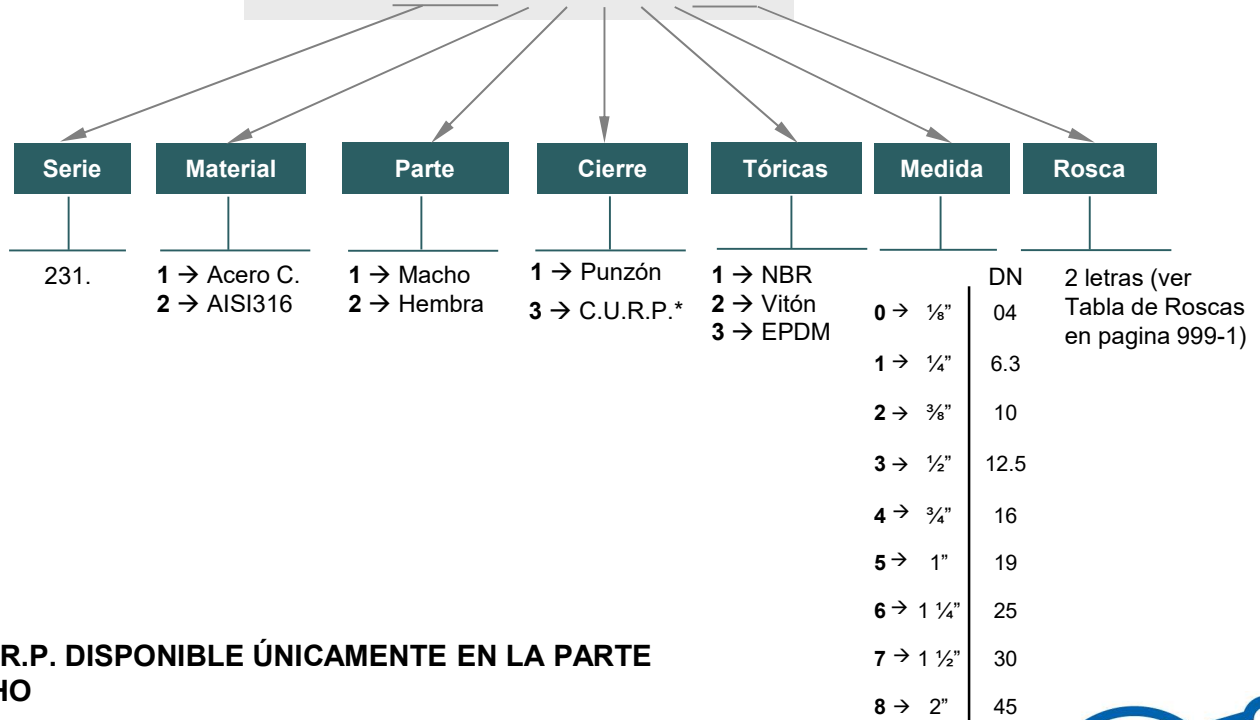 Serie
Material
Parte
Cierre
Tóricas
Medida
Rosca
231.
1 → Acero C.
2 → AISI316
1 → Macho
2 → Hembra
1 → Punzón
3 → C.U.R.P.*
1 → NBR
2 → Vitón
3 → EPDM
DN
0 → ⅛” 04
1 → ¼” 6.3
2 → ⅜” 10
3 → ½” 12.5
4 → ¾” 16
5 → 1” 19
6 → 1 ¼” 25
7 → 1 ½” 30
8 → 2” 45
2 letras (ver
Tabla de Roscas
en pagina 999-1)
R.P. DISPONIBLE ÚNICAMENTE EN LA PARTE
HO